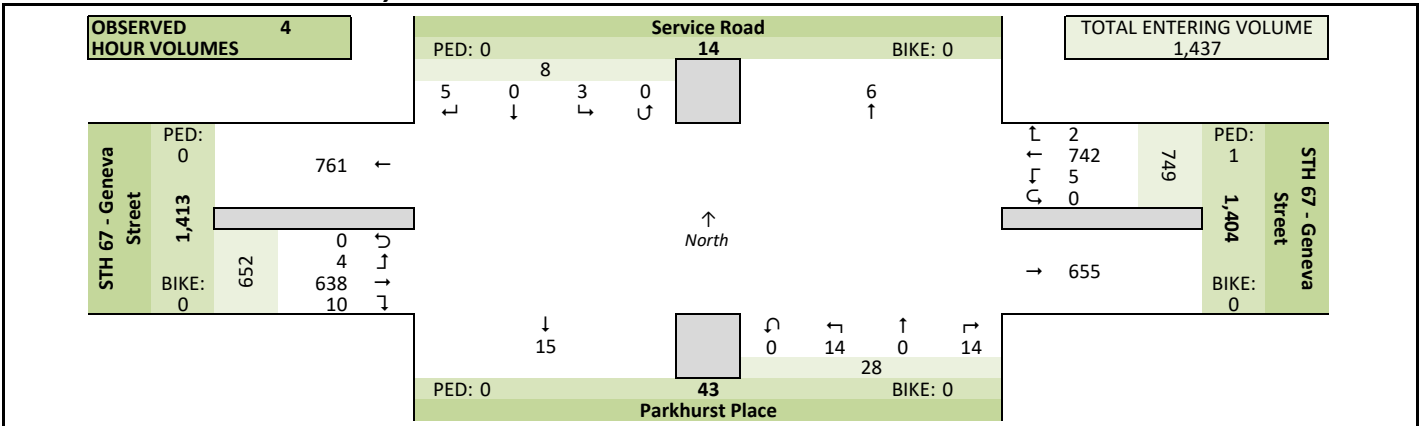 OBSERVED 4
HOUR VOLUMES
Service Road
PED: 0 14 BIKE: 0
TOTAL ENTERING VOLUME
1,437
8
5 0 3 0
↵ ↓ ↳ ↺
6
↑
STH 67 - Geneva
Street
PED:
0
1,413
BIKE:
0
761 ←
652
0 ⮌
4 ↰
638 →
10 ↴
↑
North
↱ 2
← 742
↲ 5
⮎ 0
749
→ 655
PED:
1
1,404
BIKE:
0
STH 67 - Geneva
Street
↓
15
↶ ↰ ↑ ↱
0 14 0 14
28
PED: 0 43 BIKE: 0
Parkhurst Place